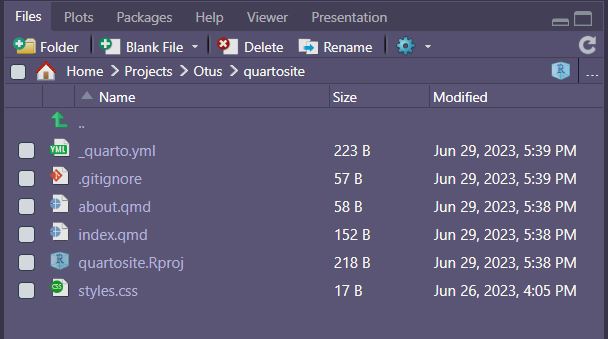 Files Plots Packages Help Viewer Presentation
Folder Blank File Delete Rename
Home Projects Otus quartosite R ...
Name Size Modified
..
YML _quarto.yml 223 B Jun 29, 2023, 5:39 PM
.gitignore 57 B Jun 29, 2023, 5:39 PM
about.qmd 58 B Jun 29, 2023, 5:38 PM
index.qmd 152 B Jun 29, 2023, 5:38 PM
R quartosite.Rproj 218 B Jun 29, 2023, 5:38 PM
CSS styles.css 17 B Jun 26, 2023, 4:05 PM